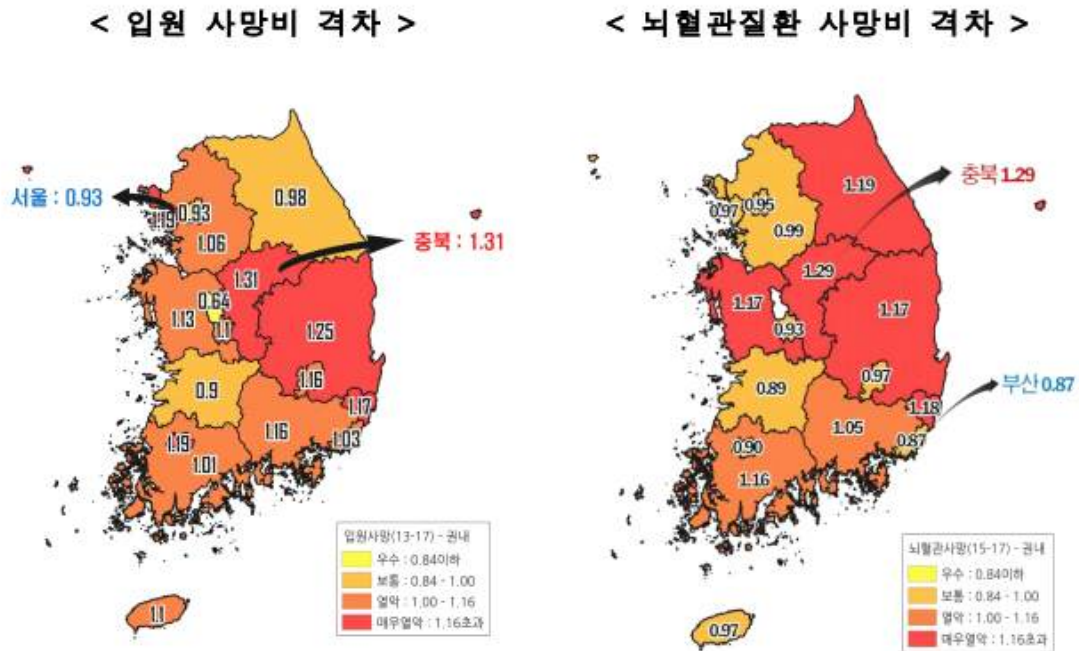 < 입원 사망비 격차 >
서울 : 0.93
0.98
1.19
0.93
1.06
충북 : 1.31
1.31
0.64
1.13
1.1
1.25
1.16
0.9
1.17
1.16
1.03
1.19
1.01
1.1
입원사망(13-17) - 권내
우수 : 0.84이하
보통 : 0.84 - 1.00
열악 : 1.00 - 1.16
매우열악 : 1.16초과
< 뇌혈관질환 사망비 격차 >
충북 1.29
1.19
0.97
0.95
0.99
1.29
1.17
1.17
0.93
0.97
0.89
부산 0.87
1.18
1.05
0.87
0.90
1.16
0.97
뇌혈관사망(15-17) - 권내
우수 : 0.84이하
보통 : 0.84 - 1.00
열악 : 1.00 - 1.16
매우열악 : 1.16초과